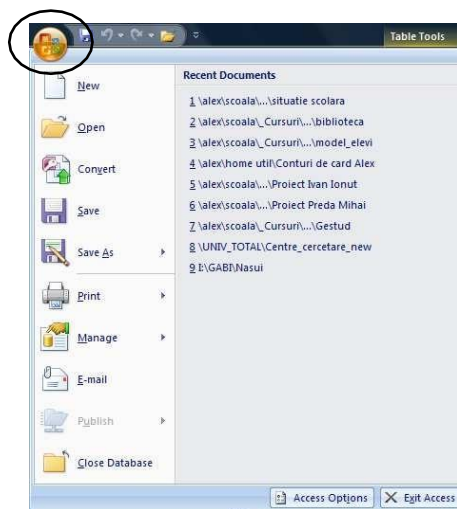 Table Tools
New
Open
Convert
Save
Save As
Print
Manage
E-mail
Publish
Close Database
Recent Documents
1 \alex\scoala\...\situatie scolara
2 \alex\scoala\_Cursuri\...\biblioteca
3 \alex\scoala\_Cursuri\...\model_elevi
4 \alex\home util\Conturi de card Alex
5 \alex\scoala\...\Proiect Ivan Ionut
6 \alex\scoala\...\Proiect Preda Mihai
7 \alex\scoala\_Cursuri\...\Gestud
8 \UNIV_TOTAL\Centre_cercetare_new
9 I:\GABI\Nasui
Access Options
Exit Access